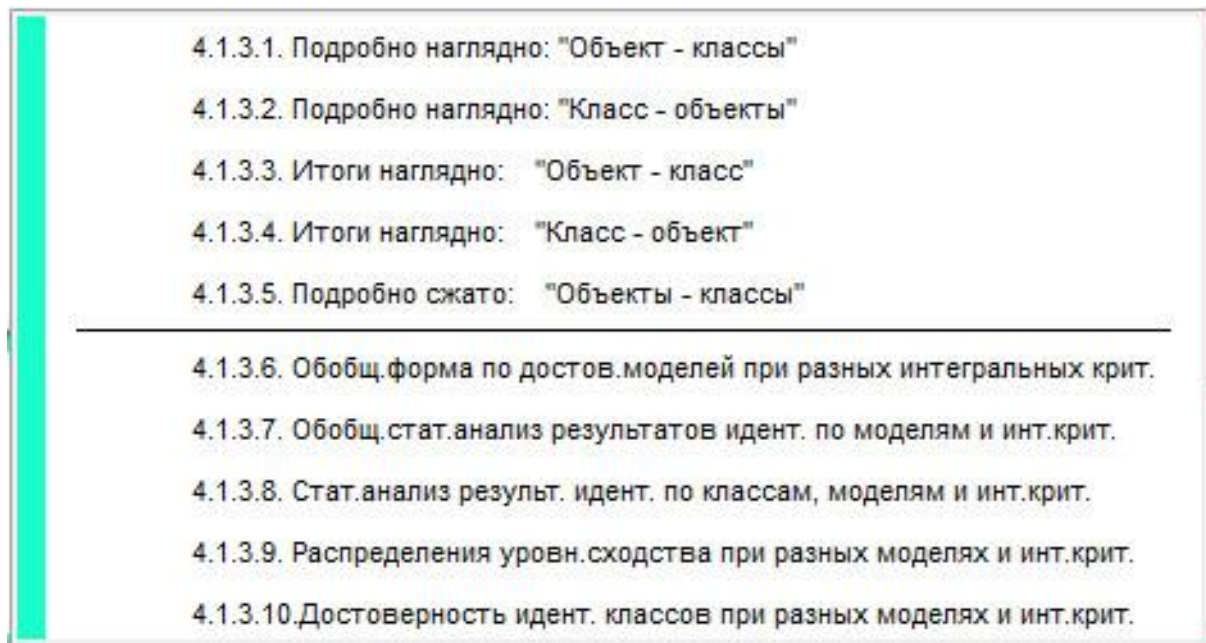 4.1.3.1. Подробно наглядно: "Объект - классы"
4.1.3.2. Подробно наглядно: "Класс - объекты"
4.1.3.3. Итоги наглядно: "Объект - класс"
4.1.3.4. Итоги наглядно: "Класс - объект"
4.1.3.5. Подробно сжато: "Объекты - классы"
4.1.3.6. Обобщ.форма по достов.моделей при разных интегральных крит.
4.1.3.7. Обобщ.стат.анализ результатов идент. по моделям и инт.крит.
4.1.3.8. Стат.анализ результ. идент. по классам, моделям и инт.крит.
4.1.3.9. Распределения уровн.сходства при разных моделях и инт.крит.
4.1.3.10.Достоверность идент. классов при разных моделях и инт.крит.